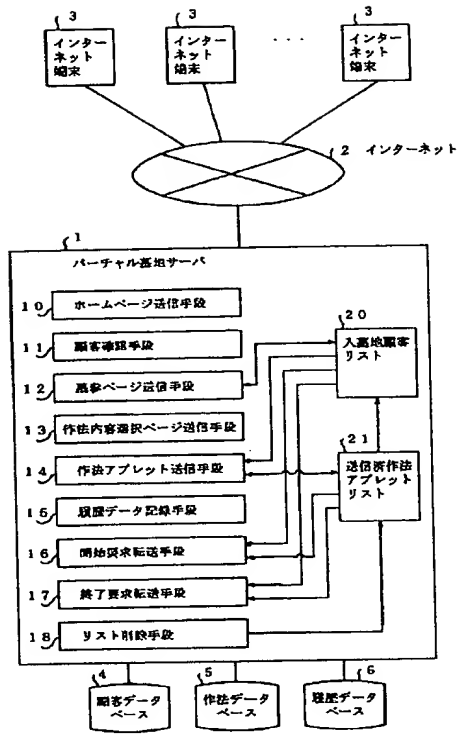 3
3
3
インター
ネット
端末
インター
ネット
端末
・・・
インター
ネット
端末
2 インターネット
1
バーチャル墓地サーバ
10
ホームページ送信手段
11
顧客確認手段
12
墓参ページ送信手段
13
作法内容選択ページ送信手段
14
作法アプレット送信手段
15
履歴データ記録手段
16
開始要求転送手段
17
終了要求転送手段
18
リスト削除手段
20
入墓地顧客
リスト
21
送信済作法
アプレット
リスト
4
顧客データ
ベース
5
作法データ
ベース
6
履歴データ
ベース